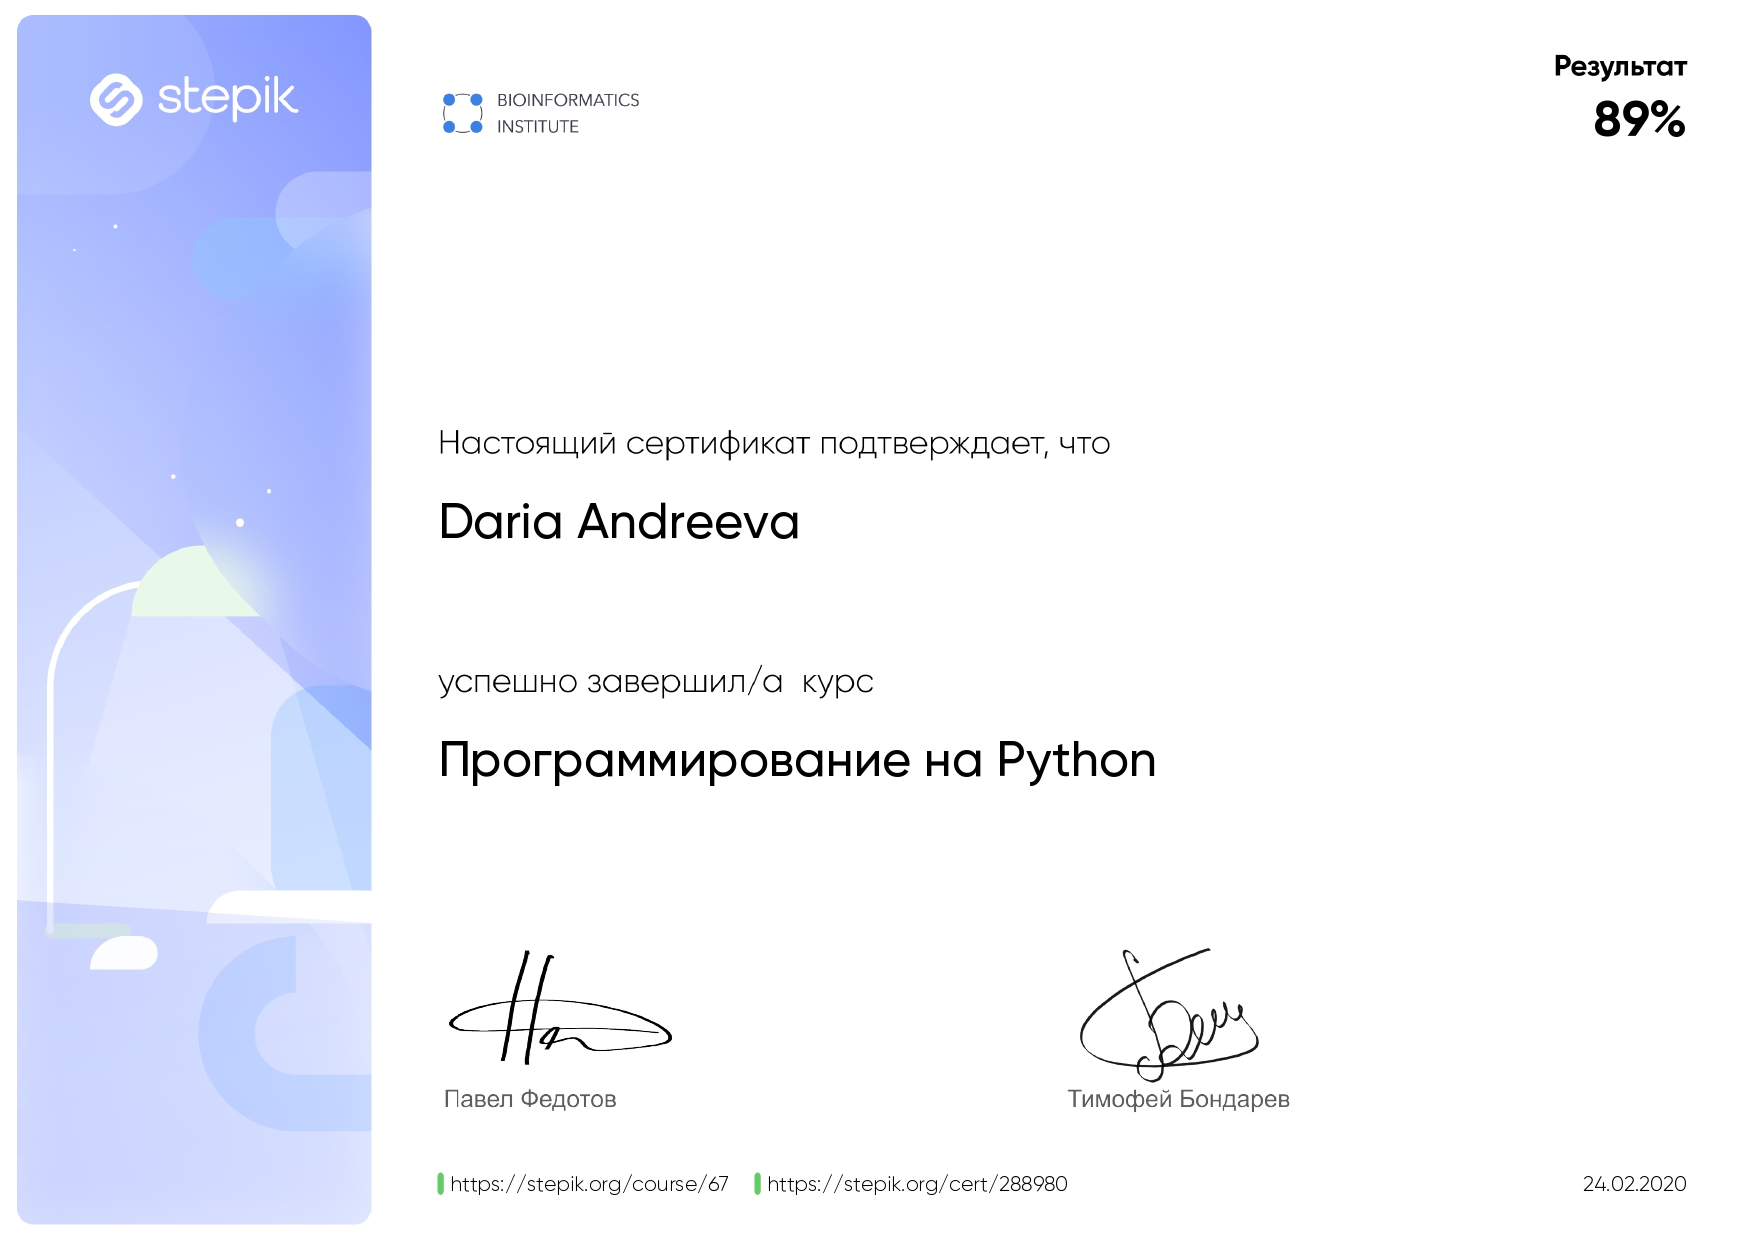 stepik
BIOINFORMATICS
INSTITUTE
Результат
89%
Настоящий сертификат подтверждает, что
Daria Andreeva
успешно завершил/а курс
Программирование на Python
Павел Федотов
Тимофей Бондарев
https://stepik.org/course/67
https://stepik.org/cert/288980
24.02.2020